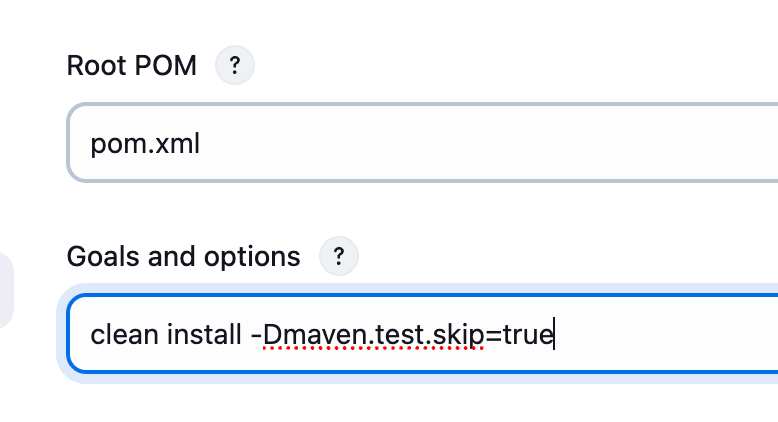 Root POM ?
pom.xml
Goals and options ?
clean install -Dmaven.test.skip=true